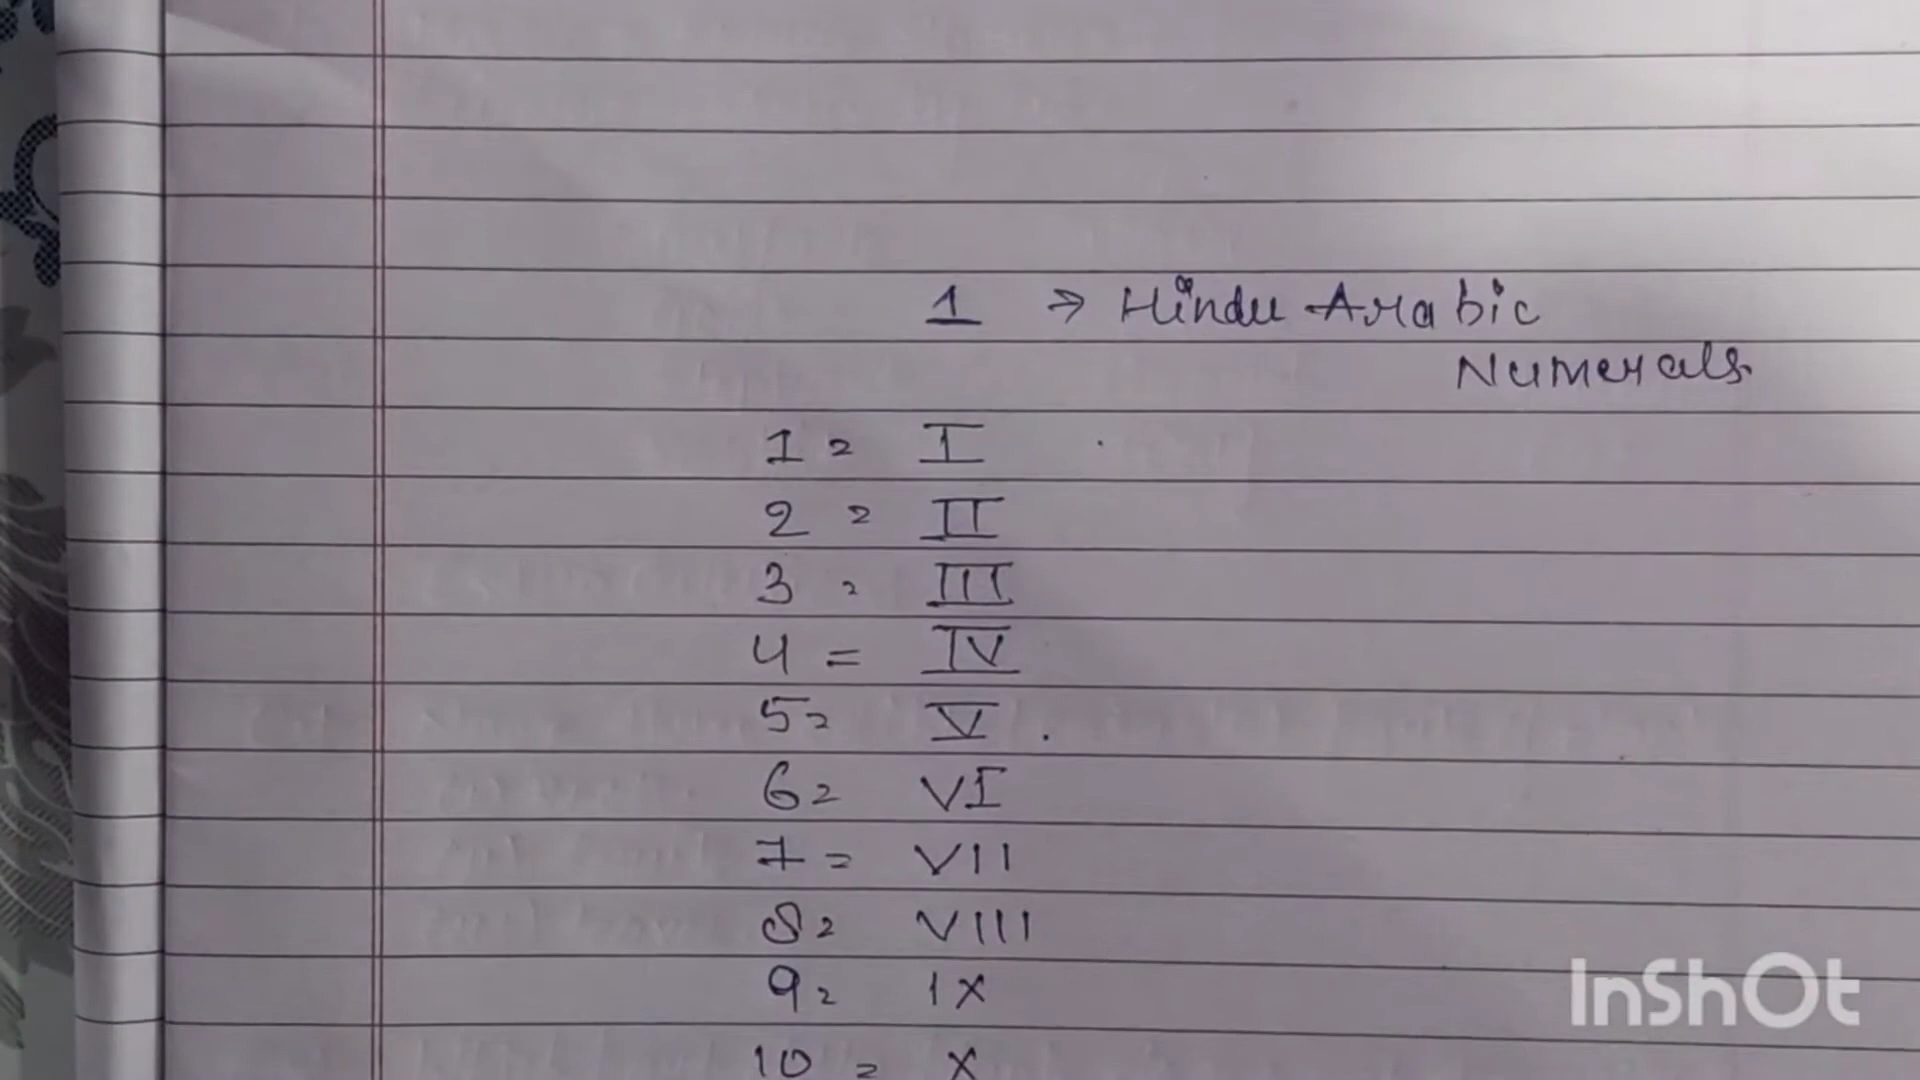 1 → Hindu Arabic
Numerals.
1 = I
2 = II
3 = III
4 = IV
5 = V.
6 = VI
7 = VII
8 = VIII
9 = IX
10 = X
InShOt